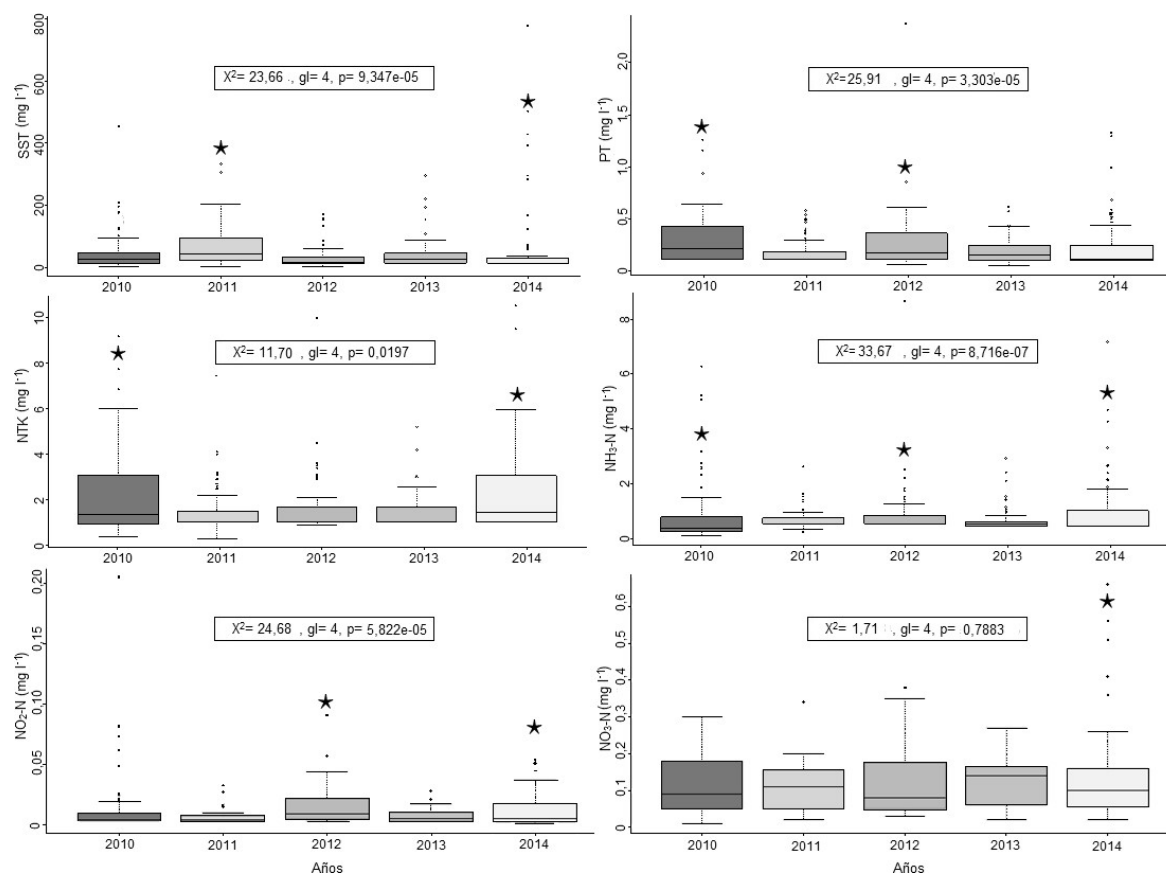 800
600
400
200
0
SST (mg l-1)
X2= 23,66 , gl= 4, p= 9,347e-05
2010 2011 2012 2013 2014
2,0
1,5
1,0
0,5
0
PT (mg l-1)
X2=25,91 , gl= 4, p= 3,303e-05
2010 2011 2012 2013 2014
10
8
6
4
2
0
NTK (mg l-1)
X2= 11,70 , gl= 4, p= 0,0197
2010 2011 2012 2013 2014
8
6
4
2
0
NH3-N (mg l-1)
X2= 33,67 , gl= 4, p= 8,716e-07
2010 2011 2012 2013 2014
0,20
0,15
0,10
0,05
0
NO2-N (mg l-1)
X2= 24,68 , gl= 4, p= 5,822e-05
2010 2011 2012 2013 2014
Años
0,6
0,5
0,4
0,3
0,2
0,1
0
NO3-N (mg l-1)
X2= 1,71 , gl= 4, p= 0,7883
2010 2011 2012 2013 2014
Años